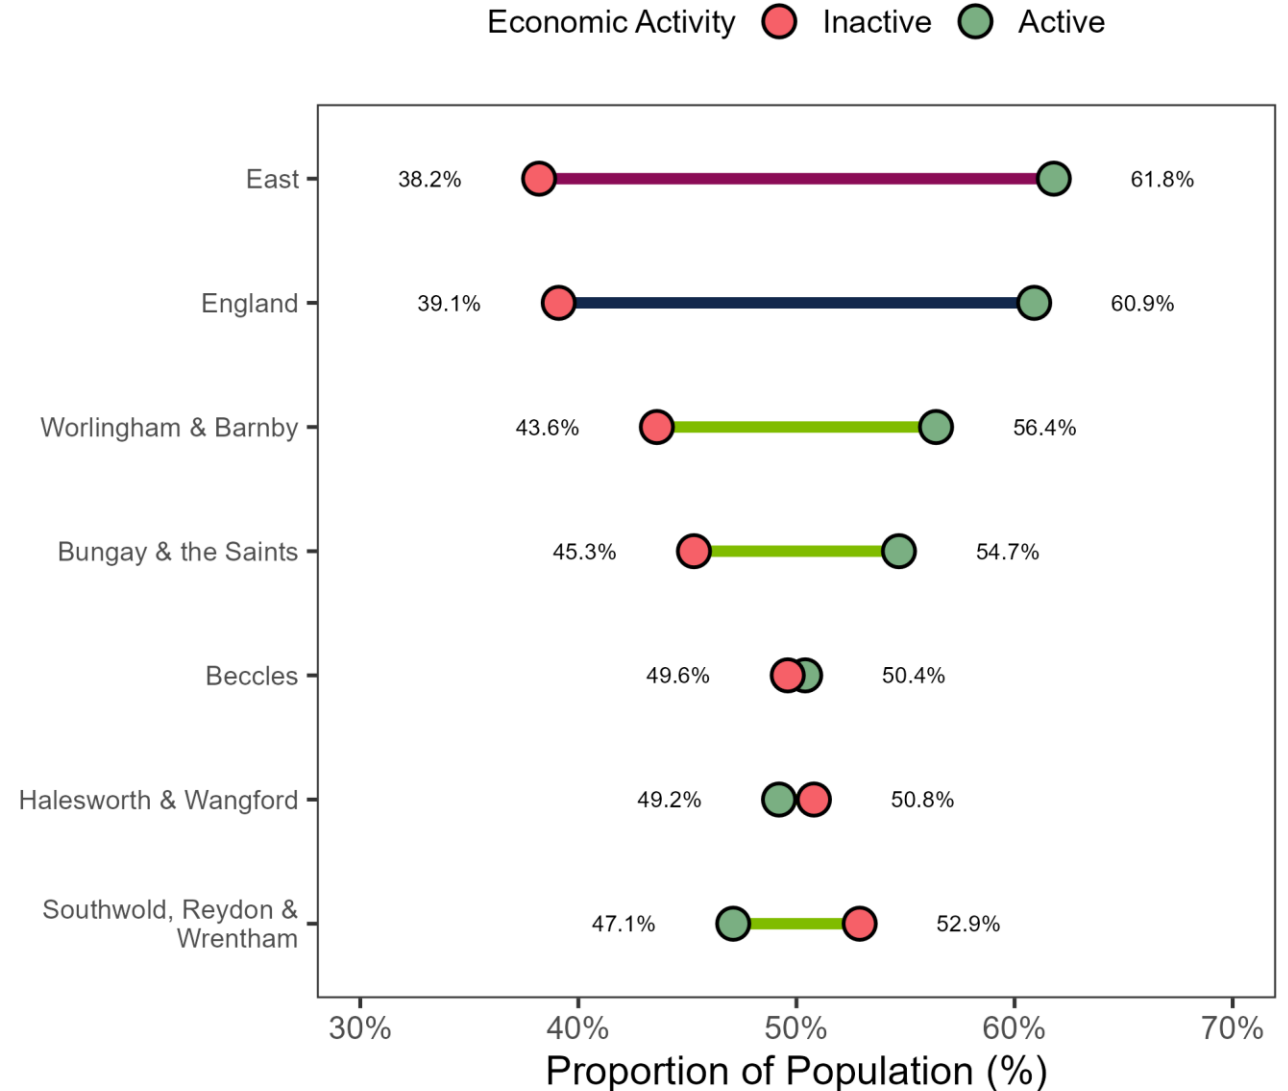 Economic Activity Inactive Active
East 38.2% 61.8%
England 39.1% 60.9%
Worlingham & Barnby 43.6% 56.4%
Bungay & the Saints 45.3% 54.7%
Beccles 49.6% 50.4%
Halesworth & Wangford 49.2% 50.8%
Southwold, Reydon &
Wrentham 47.1% 52.9%
30% 40% 50% 60% 70%
Proportion of Population (%)